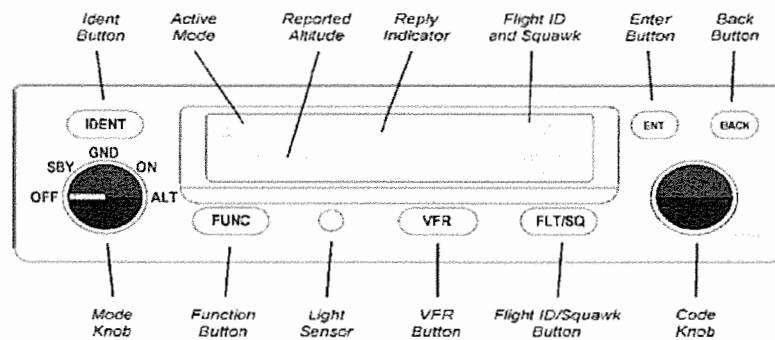 Ident Button
Active Mode
Reported Altitude
Reply Indicator
Flight ID and Squawk
Enter Button
Back Button
IDENT
ENT
BACK
GND
SBY
ON
OFF
ALT
FUNC
VFR
FLT/SQ
Mode Knob
Function Button
Light Sensor
VFR Button
Flight ID/Squawk Button
Code Knob